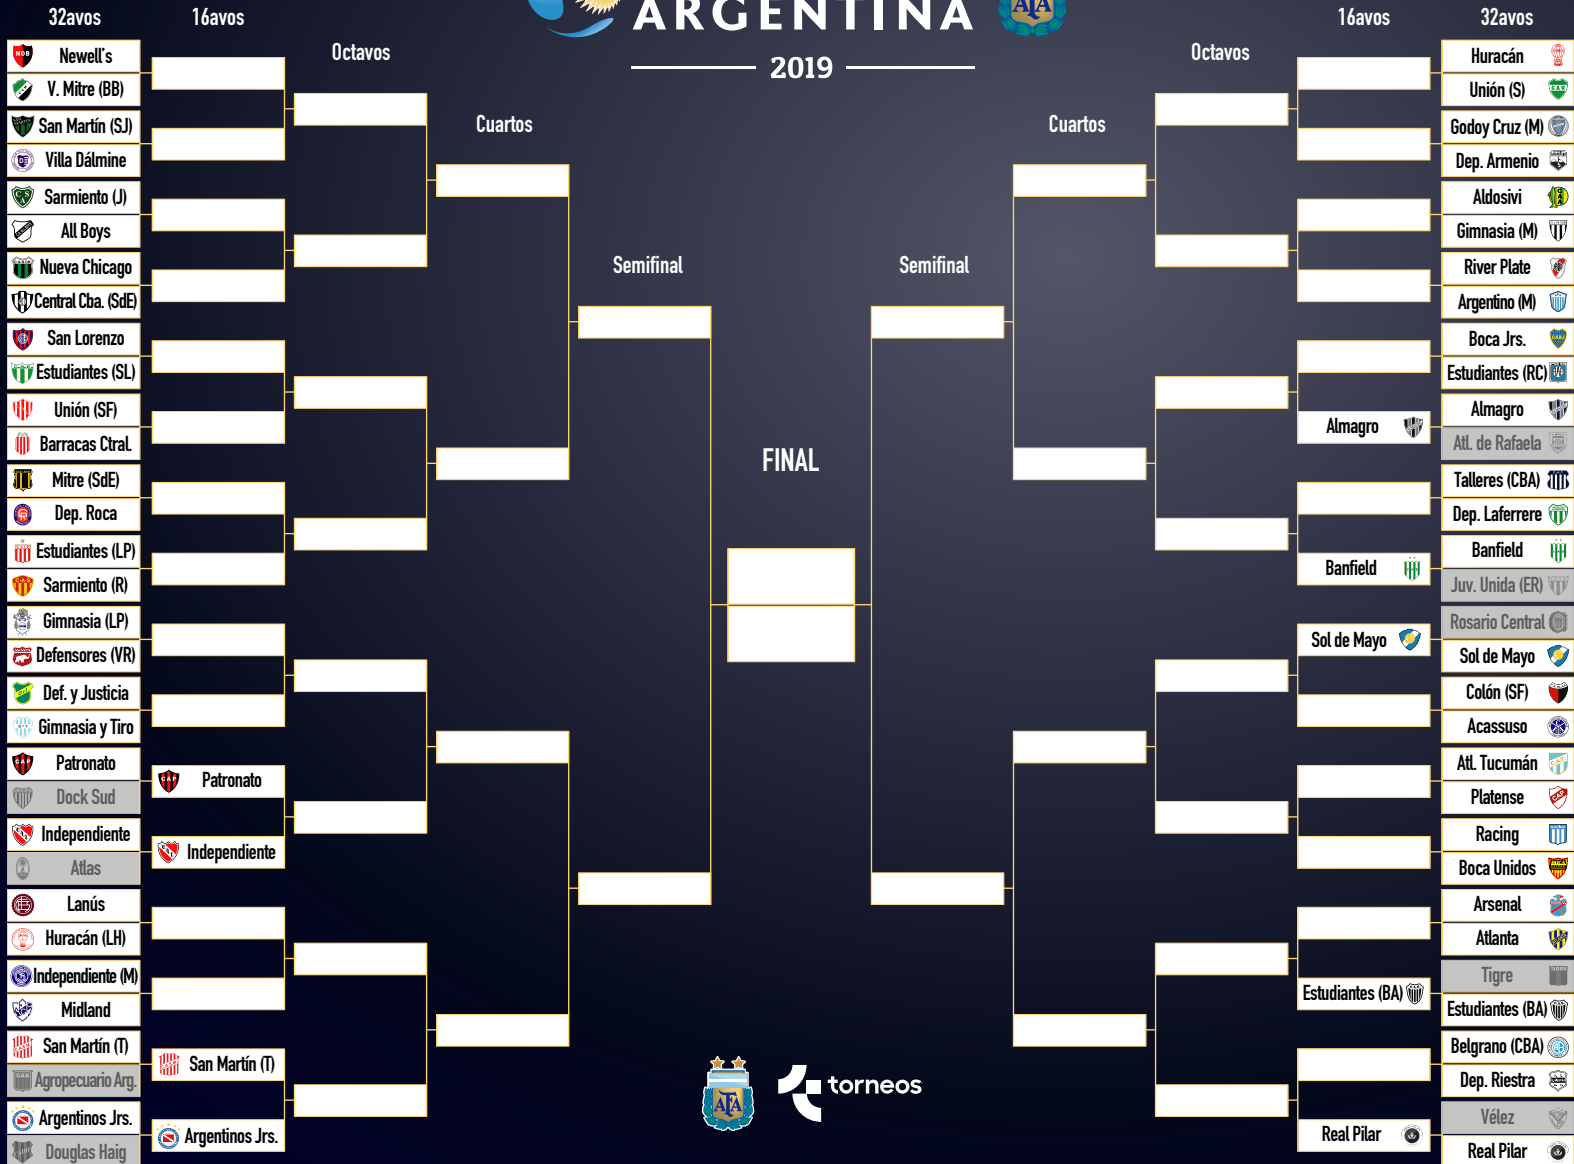 32avos
16avos
Octavos
Cuartos
Semifinal
ARGENTINA
AFA
2019
FINAL
Semifinal
Cuartos
Octavos
16avos
32avos
Newell's
V. Mitre (BB)
San Martín (SJ)
Villa Dálmine
Sarmiento (J)
All Boys
Nueva Chicago
Central Cba. (SdE)
San Lorenzo
Estudiantes (SL)
Unión (SF)
Barracas Ctral.
Mitre (SdE)
Dep. Roca
Estudiantes (LP)
Sarmiento (R)
Gimnasia (LP)
Defensores (VR)
Def. y Justicia
Gimnasia y Tiro
Patronato
Dock Sud
Independiente
Atlas
Lanús
Huracán (LH)
Independiente (M)
Midland
San Martín (T)
Agropecuario Arg.
Argentinos Jrs.
Douglas Haig
Patronato
Independiente
San Martín (T)
Argentinos Jrs.
AFA
torneos
Almagro
Banfield
Sol de Mayo
Estudiantes (BA)
Real Pilar
Huracán
Unión (S)
Godoy Cruz (M)
Dep. Armenio
Aldosivi
Gimnasia (M)
River Plate
Argentino (M)
Boca Jrs.
Estudiantes (RC)
Almagro
Atl. de Rafaela
Talleres (CBA)
Dep. Laferrere
Banfield
Juv. Unida (ER)
Rosario Central
Sol de Mayo
Colón (SF)
Acassuso
Atl. Tucumán
Platense
Racing
Boca Unidos
Arsenal
Atlanta
Tigre
Estudiantes (BA)
Belgrano (CBA)
Dep. Riestra
Vélez
Real Pilar